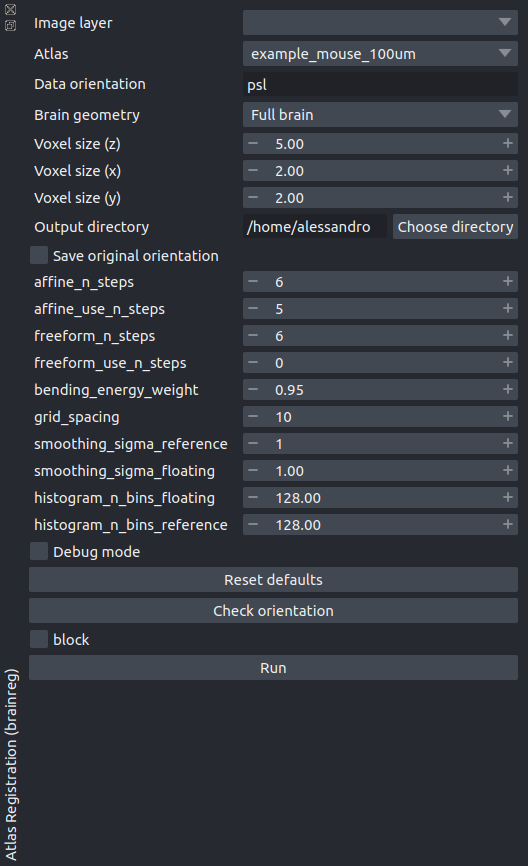 Image layer
Atlas example_mouse_100um
Data orientation psl
Brain geometry Full brain
Voxel size (z) − 5.00 +
Voxel size (x) − 2.00 +
Voxel size (y) − 2.00 +
Output directory /home/alessandro Choose directory
Save original orientation
affine_n_steps − 6 +
affine_use_n_steps − 5 +
freeform_n_steps − 6 +
freeform_use_n_steps − 0 +
bending_energy_weight − 0.95 +
grid_spacing − 10 +
smoothing_sigma_reference − 1 +
smoothing_sigma_floating − 1.00 +
histogram_n_bins_floating − 128.00 +
histogram_n_bins_reference − 128.00 +
Debug mode
Reset defaults
Check orientation
block
Run
Atlas Registration (brainreg)